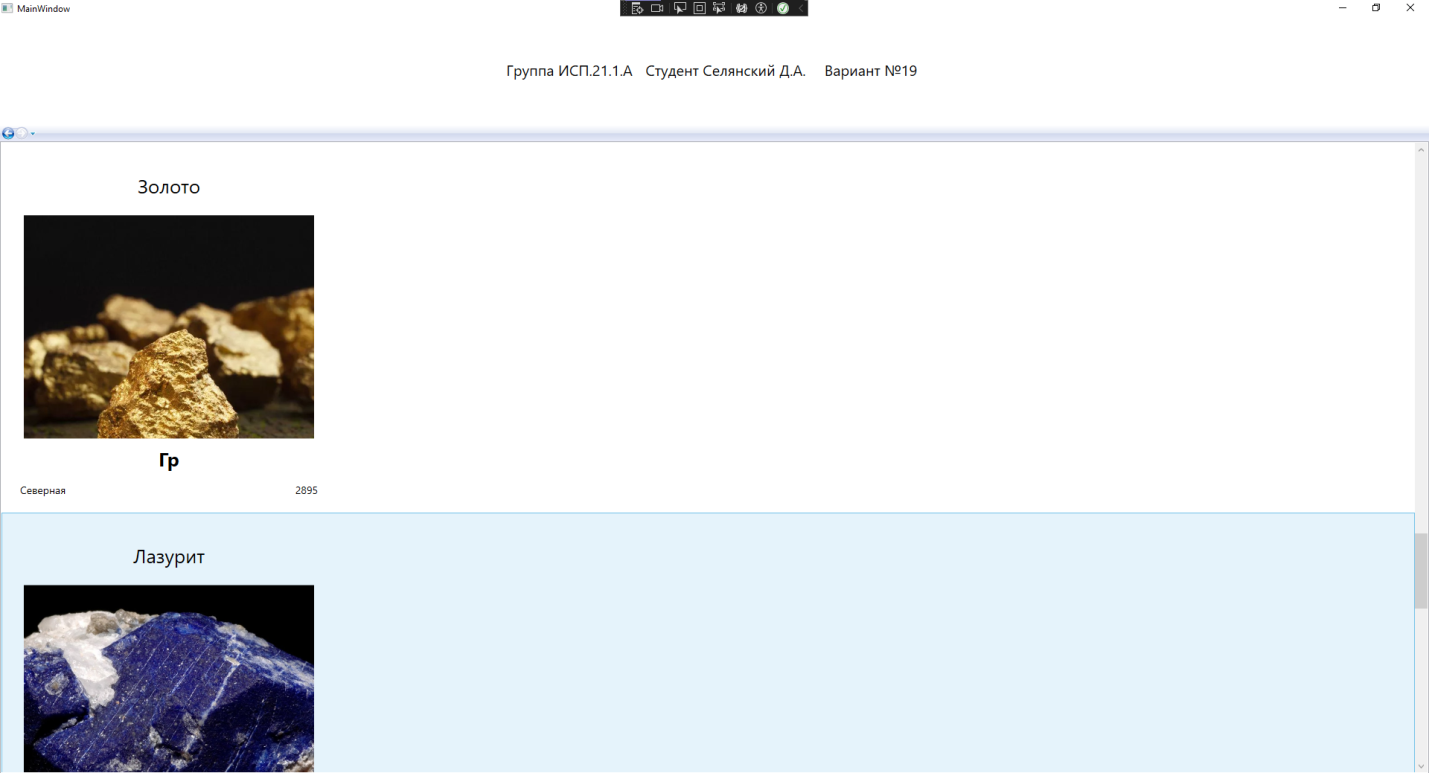 MainWindow
Группа ИСП.21.1.А Студент Селянский Д.А. Вариант №19
Золото
Гр
Северная 2895
Лазурит